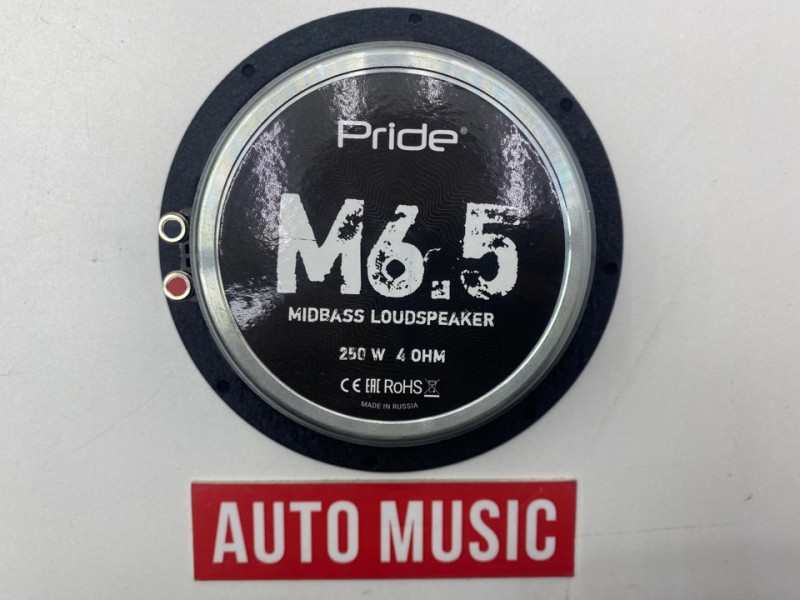 Pride®
M6.5
MIDBASS LOUDSPEAKER
250 W 4 OHM
CE EAC RoHS
MADE IN RUSSIA
AUTO MUSIC